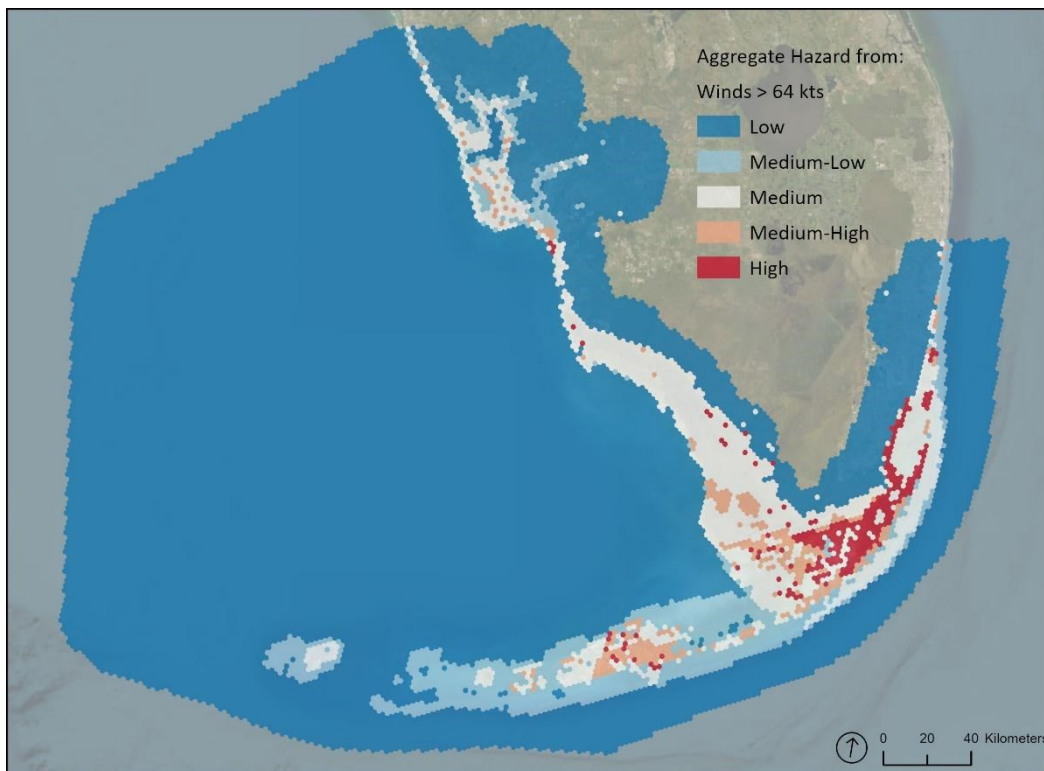 Aggregate Hazard from:
Winds > 64 kts
Low
Medium-Low
Medium
Medium-High
High
0 20 40 Kilometers